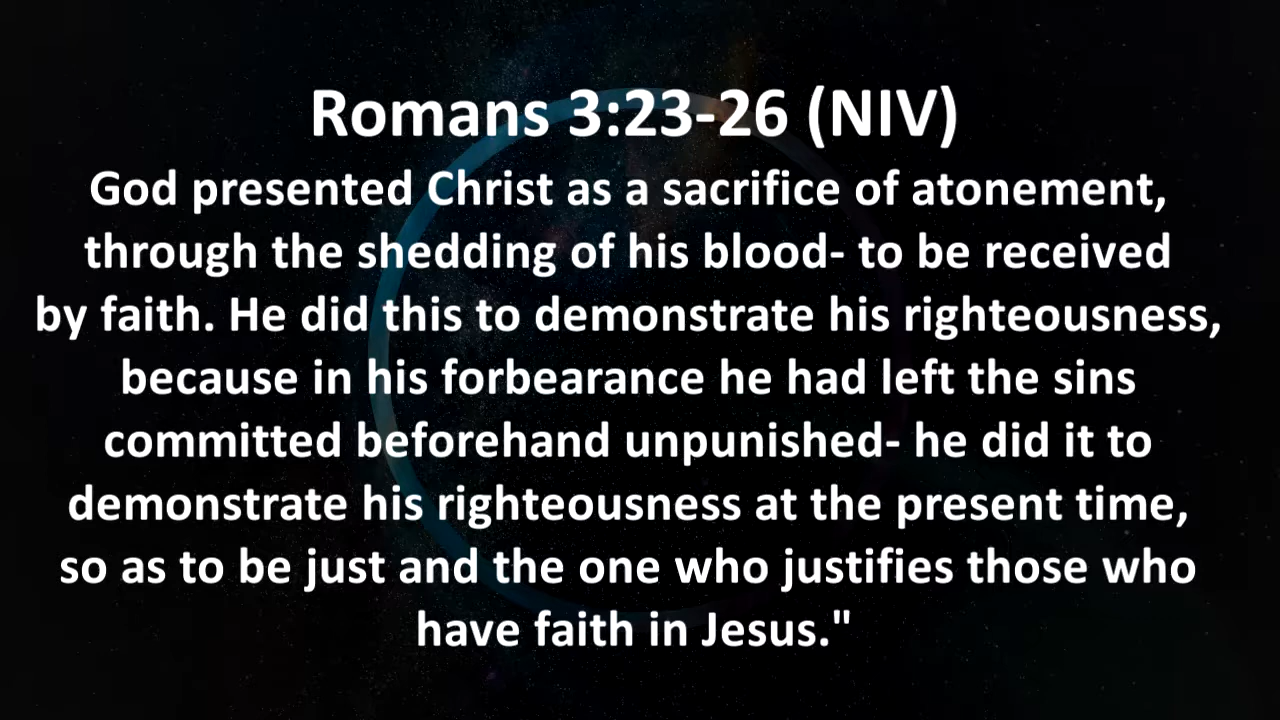 Romans 3:23-26 (NIV)
God presented Christ as a sacrifice of atonement,
through the shedding of his blood- to be received
by faith. He did this to demonstrate his righteousness,
because in his forbearance he had left the sins
committed beforehand unpunished- he did it to
demonstrate his righteousness at the present time,
so as to be just and the one who justifies those who
have faith in Jesus."